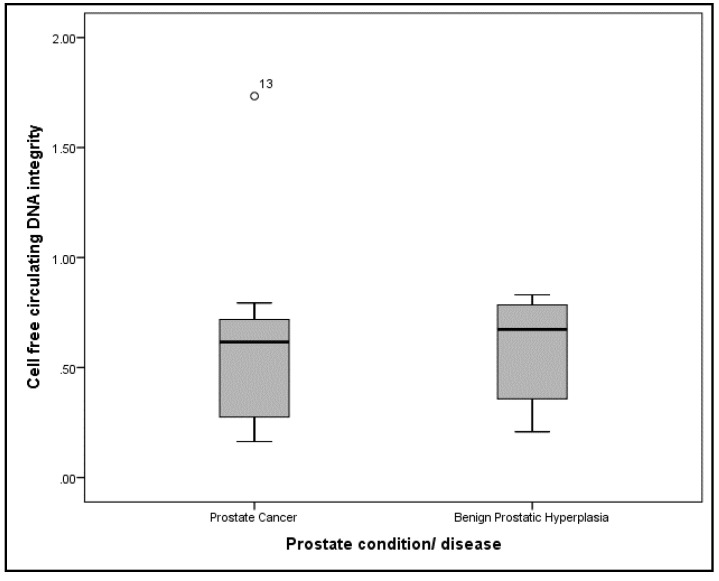 2.00
13
1.50
1.00
.50
.00
Cell free circulating DNA integrity
Prostate Cancer
Benign Prostatic Hyperplasia
Prostate condition/ disease